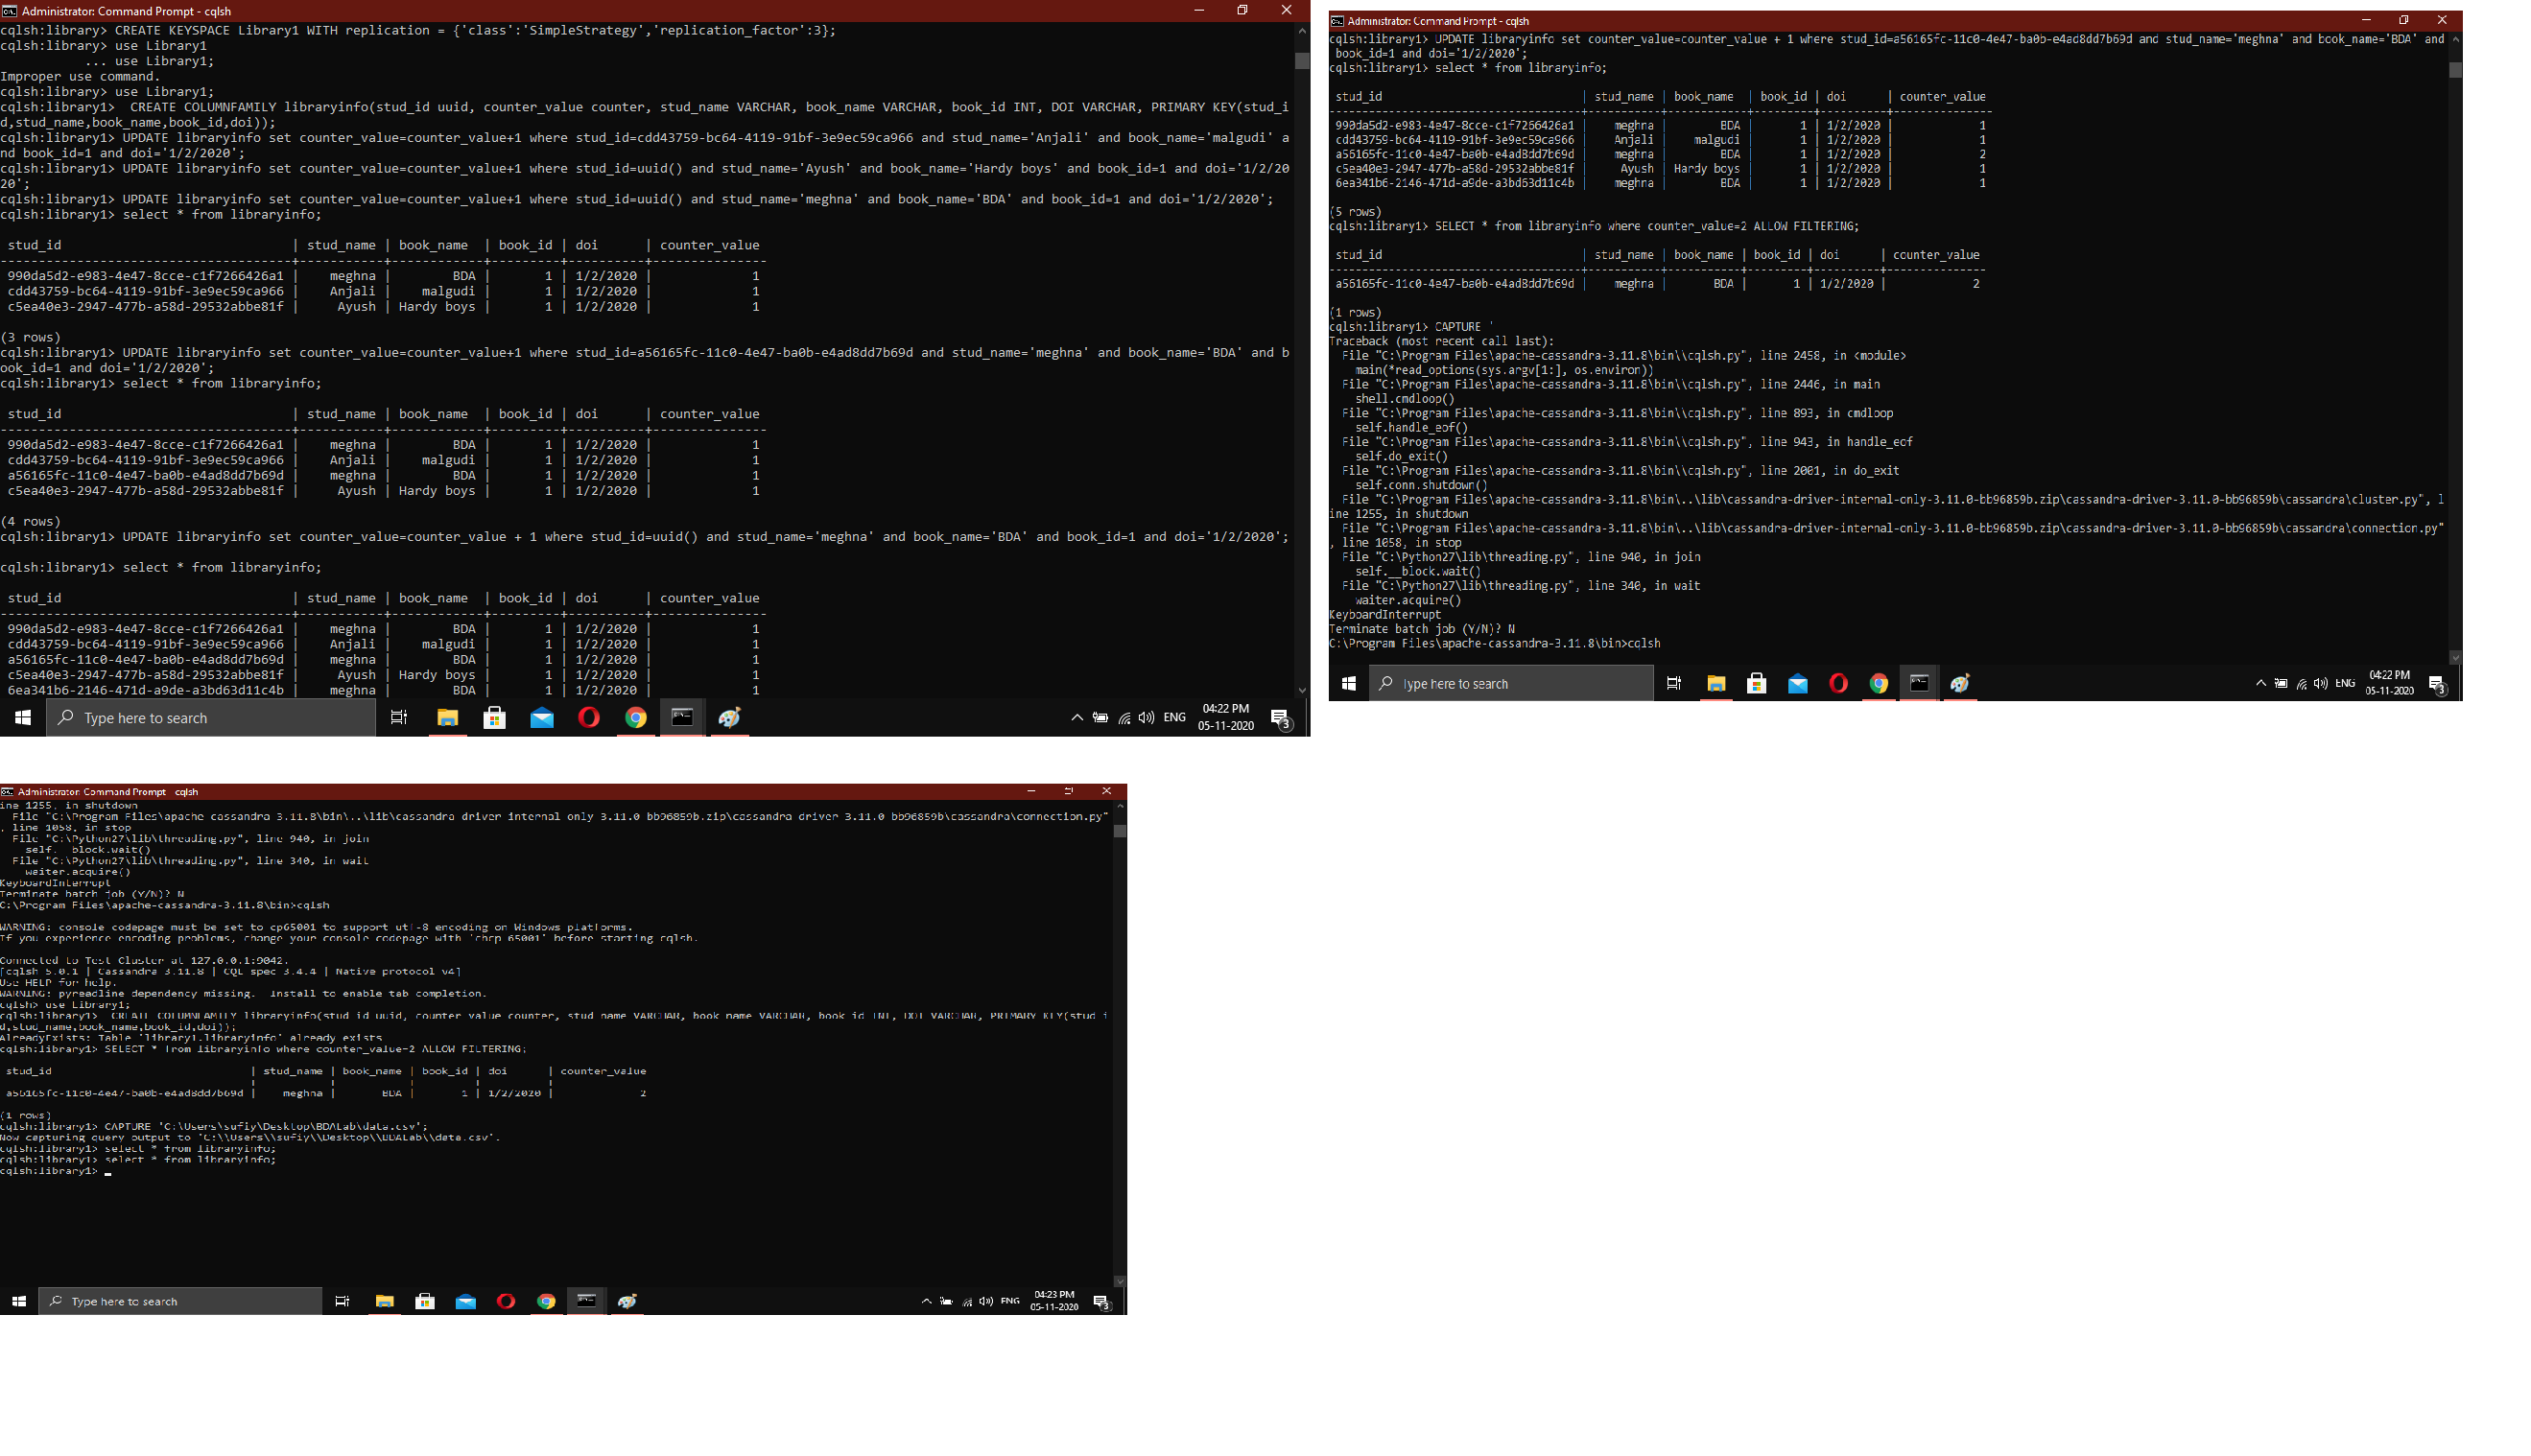 Administrator: Command Prompt - cqlsh
cqlsh:library> CREATE KEYSPACE Library1 WITH replication = {'class':'SimpleStrategy','replication_factor':3};
cqlsh:library> use Library1
... use Library1;
Improper use command.
cqlsh:library> use Library1;
cqlsh:library1>  CREATE COLUMNFAMILY libraryinfo(stud_id uuid, counter_value counter, stud_name VARCHAR, book_name VARCHAR, book_id INT, DOI VARCHAR, PRIMARY KEY(stud_i
d,stud_name,book_name,book_id,doi));
cqlsh:library1> UPDATE libraryinfo set counter_value=counter_value+1 where stud_id=cdd43759-bc64-4119-91bf-3e9ec59ca966 and stud_name='Anjali' and book_name='malgudi' a
nd book_id=1 and doi='1/2/2020';
cqlsh:library1> UPDATE libraryinfo set counter_value=counter_value+1 where stud_id=uuid() and stud_name='Ayush' and book_name='Hardy boys' and book_id=1 and doi='1/2/20
20';
cqlsh:library1> UPDATE libraryinfo set counter_value=counter_value+1 where stud_id=uuid() and stud_name='meghna' and book_name='BDA' and book_id=1 and doi='1/2/2020';
cqlsh:library1> select * from libraryinfo;
stud_id | stud_name | book_name | book_id | doi | counter_value
990da5d2-e983-4e47-8cce-c1f7266426a1 | meghna | BDA | 1 | 1/2/2020 | 1
cdd43759-bc64-4119-91bf-3e9ec59ca966 | Anjali | malgudi | 1 | 1/2/2020 | 1
c5ea40e3-2947-477b-a58d-29532abbe81f | Ayush | Hardy boys | 1 | 1/2/2020 | 1
(3 rows)
cqlsh:library1> UPDATE libraryinfo set counter_value=counter_value+1 where stud_id=a56165fc-11c0-4e47-ba0b-e4ad8dd7b69d and stud_name='meghna' and book_name='BDA' and b
ook_id=1 and doi='1/2/2020';
cqlsh:library1> select * from libraryinfo;
stud_id | stud_name | book_name | book_id | doi | counter_value
990da5d2-e983-4e47-8cce-c1f7266426a1 | meghna | BDA | 1 | 1/2/2020 | 1
cdd43759-bc64-4119-91bf-3e9ec59ca966 | Anjali | malgudi | 1 | 1/2/2020 | 1
a56165fc-11c0-4e47-ba0b-e4ad8dd7b69d | meghna | BDA | 1 | 1/2/2020 | 1
c5ea40e3-2947-477b-a58d-29532abbe81f | Ayush | Hardy boys | 1 | 1/2/2020 | 1
(4 rows)
cqlsh:library1> UPDATE libraryinfo set counter_value=counter_value + 1 where stud_id=uuid() and stud_name='meghna' and book_name='BDA' and book_id=1 and doi='1/2/2020';
cqlsh:library1> select * from libraryinfo;
stud_id | stud_name | book_name | book_id | doi | counter_value
990da5d2-e983-4e47-8cce-c1f7266426a1 | meghna | BDA | 1 | 1/2/2020 | 1
cdd43759-bc64-4119-91bf-3e9ec59ca966 | Anjali | malgudi | 1 | 1/2/2020 | 1
a56165fc-11c0-4e47-ba0b-e4ad8dd7b69d | meghna | BDA | 1 | 1/2/2020 | 1
c5ea40e3-2947-477b-a58d-29532abbe81f | Ayush | Hardy boys | 1 | 1/2/2020 | 1
6ea341b6-2146-471d-a9de-a3bd63d11c4b | meghna | BDA | 1 | 1/2/2020 | 1
Type here to search
ENG
04:22 PM
05-11-2020
3
Administrator: Command Prompt - cqlsh
cqlsh:library1> UPDATE libraryinfo set counter_value=counter_value + 1 where stud_id=a56165fc-11c0-4e47-ba0b-e4ad8dd7b69d and stud_name='meghna' and book_name='BDA' and
book_id=1 and doi='1/2/2020';
cqlsh:library1> select * from libraryinfo;
stud_id | stud_name | book_name | book_id | doi | counter_value
990da5d2-e983-4e47-8cce-c1f7266426a1 | meghna | BDA | 1 | 1/2/2020 | 1
cdd43759-bc64-4119-91bf-3e9ec59ca966 | Anjali | malgudi | 1 | 1/2/2020 | 1
a56165fc-11c0-4e47-ba0b-e4ad8dd7b69d | meghna | BDA | 1 | 1/2/2020 | 2
c5ea40e3-2947-477b-a58d-29532abbe81f | Ayush | Hardy boys | 1 | 1/2/2020 | 1
6ea341b6-2146-471d-a9de-a3bd63d11c4b | meghna | BDA | 1 | 1/2/2020 | 1
(5 rows)
cqlsh:library1> SELECT * from libraryinfo where counter_value=2 ALLOW FILTERING;
stud_id | stud_name | book_name | book_id | doi | counter_value
a56165fc-11c0-4e47-ba0b-e4ad8dd7b69d | meghna | BDA | 1 | 1/2/2020 | 2
(1 rows)
cqlsh:library1> CAPTURE '
Traceback (most recent call last):
File "C:\Program Files\apache-cassandra-3.11.8\bin\\cqlsh.py", line 2458, in <module>
main(*read_options(sys.argv[1:], os.environ))
File "C:\Program Files\apache-cassandra-3.11.8\bin\\cqlsh.py", line 2446, in main
shell.cmdloop()
File "C:\Program Files\apache-cassandra-3.11.8\bin\\cqlsh.py", line 893, in cmdloop
self.handle_eof()
File "C:\Program Files\apache-cassandra-3.11.8\bin\\cqlsh.py", line 943, in handle_eof
self.do_exit()
File "C:\Program Files\apache-cassandra-3.11.8\bin\\cqlsh.py", line 2001, in do_exit
self.conn.shutdown()
File "C:\Program Files\apache-cassandra-3.11.8\bin\..\lib\cassandra-driver-internal-only-3.11.0-bb96859b.zip\cassandra-driver-3.11.0-bb96859b\cassandra\cluster.py", l
ine 1255, in shutdown
File "C:\Program Files\apache-cassandra-3.11.8\bin\..\lib\cassandra-driver-internal-only-3.11.0-bb96859b.zip\cassandra-driver-3.11.0-bb96859b\cassandra\connection.py"
, line 1058, in stop
File "C:\Python27\lib\threading.py", line 940, in join
self.__block.wait()
File "C:\Python27\lib\threading.py", line 340, in wait
waiter.acquire()
KeyboardInterrupt
Terminate batch job (Y/N)? N
C:\Program Files\apache-cassandra-3.11.8\bin>cqlsh
Type here to search
ENG
04:22 PM
05-11-2020
3
Administrator: Command Prompt - cqlsh
ine 1255, in shutdown
File "C:\Program Files\apache-cassandra-3.11.8\bin\..\lib\cassandra-driver-internal-only-3.11.0-bb96859b.zip\cassandra-driver-3.11.0-bb96859b\cassandra\connection.py"
, line 1058, in stop
File "C:\Python27\lib\threading.py", line 940, in join
self.__block.wait()
File "C:\Python27\lib\threading.py", line 340, in wait
waiter.acquire()
KeyboardInterrupt
Terminate batch job (Y/N)? N
C:\Program Files\apache-cassandra-3.11.8\bin>cqlsh
WARNING: console codepage must be set to cp65001 to support utf-8 encoding on Windows platforms.
If you experience encoding problems, change your console codepage with 'chcp 65001' before starting cqlsh.
Connected to Test Cluster at 127.0.0.1:9042.
[cqlsh 5.0.1 | Cassandra 3.11.8 | CQL spec 3.4.4 | Native protocol v4]
Use HELP for help.
WARNING: pyreadline dependency missing.  Install to enable tab completion.
cqlsh> use Library1;
cqlsh:library1>  CREATE COLUMNFAMILY libraryinfo(stud_id uuid, counter_value counter, stud_name VARCHAR, book_name VARCHAR, book_id INT, DOI VARCHAR, PRIMARY KEY(stud_i
d,stud_name,book_name,book_id,doi));
AlreadyExists: Table 'library1.libraryinfo' already exists
cqlsh:library1> SELECT * from libraryinfo where counter_value=2 ALLOW FILTERING;
stud_id | stud_name | book_name | book_id | doi | counter_value
a56165fc-11c0-4e47-ba0b-e4ad8dd7b69d | meghna | BDA | 1 | 1/2/2020 | 2
(1 rows)
cqlsh:library1> CAPTURE 'C:\Users\sufiy\Desktop\BDALab\data.csv';
Now capturing query output to 'C:\\Users\\sufiy\\Desktop\\BDALab\\data.csv'.
cqlsh:library1> select * from libraryinfo;
cqlsh:library1> select * from libraryinfo;
cqlsh:library1>
Type here to search
ENG
04:23 PM
05-11-2020
3